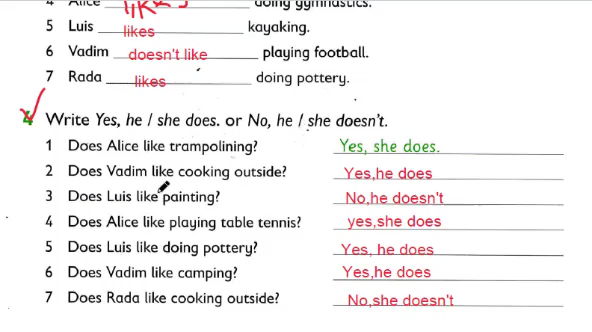 4 Alice likes doing gymnastics.
5 Luis likes kayaking.
6 Vadim doesn't like playing football.
7 Rada likes doing pottery.
4 Write Yes, he / she does. or No, he / she doesn't.
1 Does Alice like trampolining? Yes, she does.
2 Does Vadim like cooking outside? Yes,he does
3 Does Luis like painting? No,he doesn't
4 Does Alice like playing table tennis? yes,she does
5 Does Luis like doing pottery? Yes, he does
6 Does Vadim like camping? Yes,he does
7 Does Rada like cooking outside? No,she doesn't